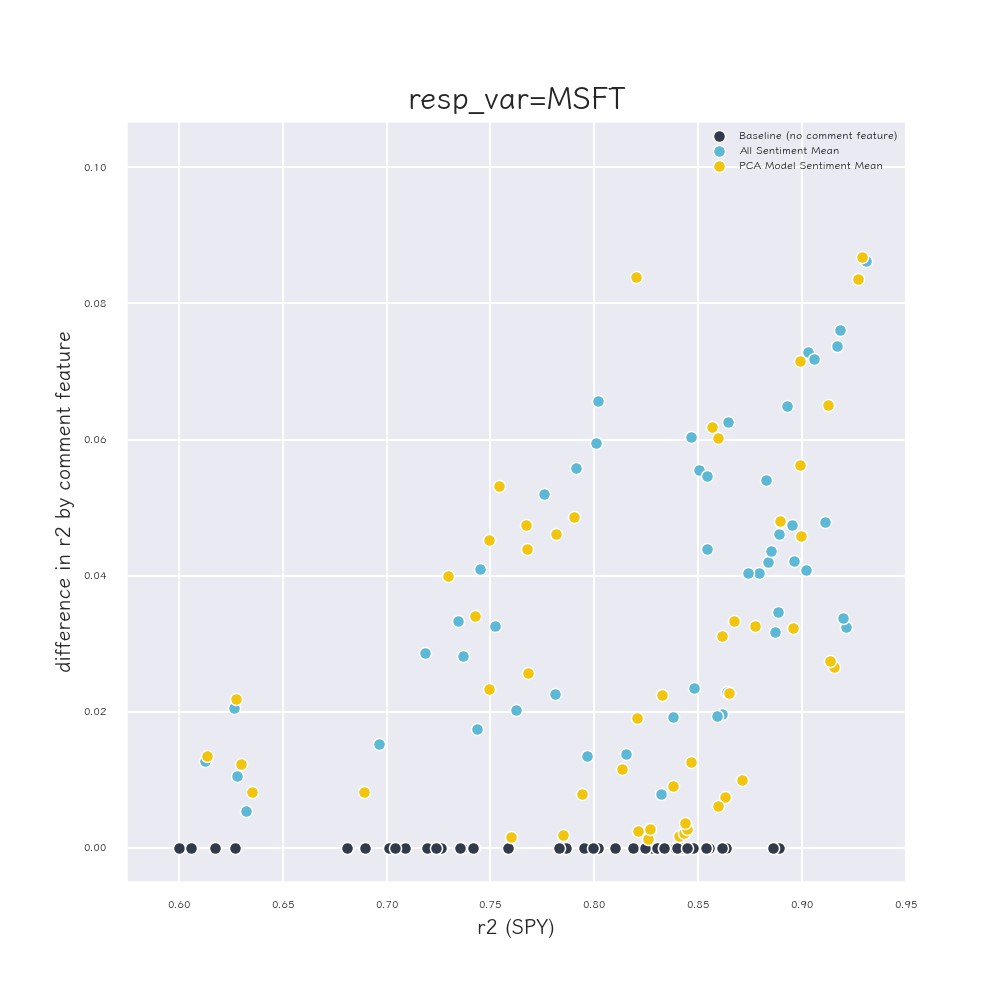 resp_var=MSFT
Baseline (no comment feature)
All Sentiment Mean
PCA Model Sentiment Mean
difference in r2 by comment feature
0.10
0.08
0.06
0.04
0.02
0.00
0.60 0.65 0.70 0.75 0.80 0.85 0.90 0.95
r2 (SPY)